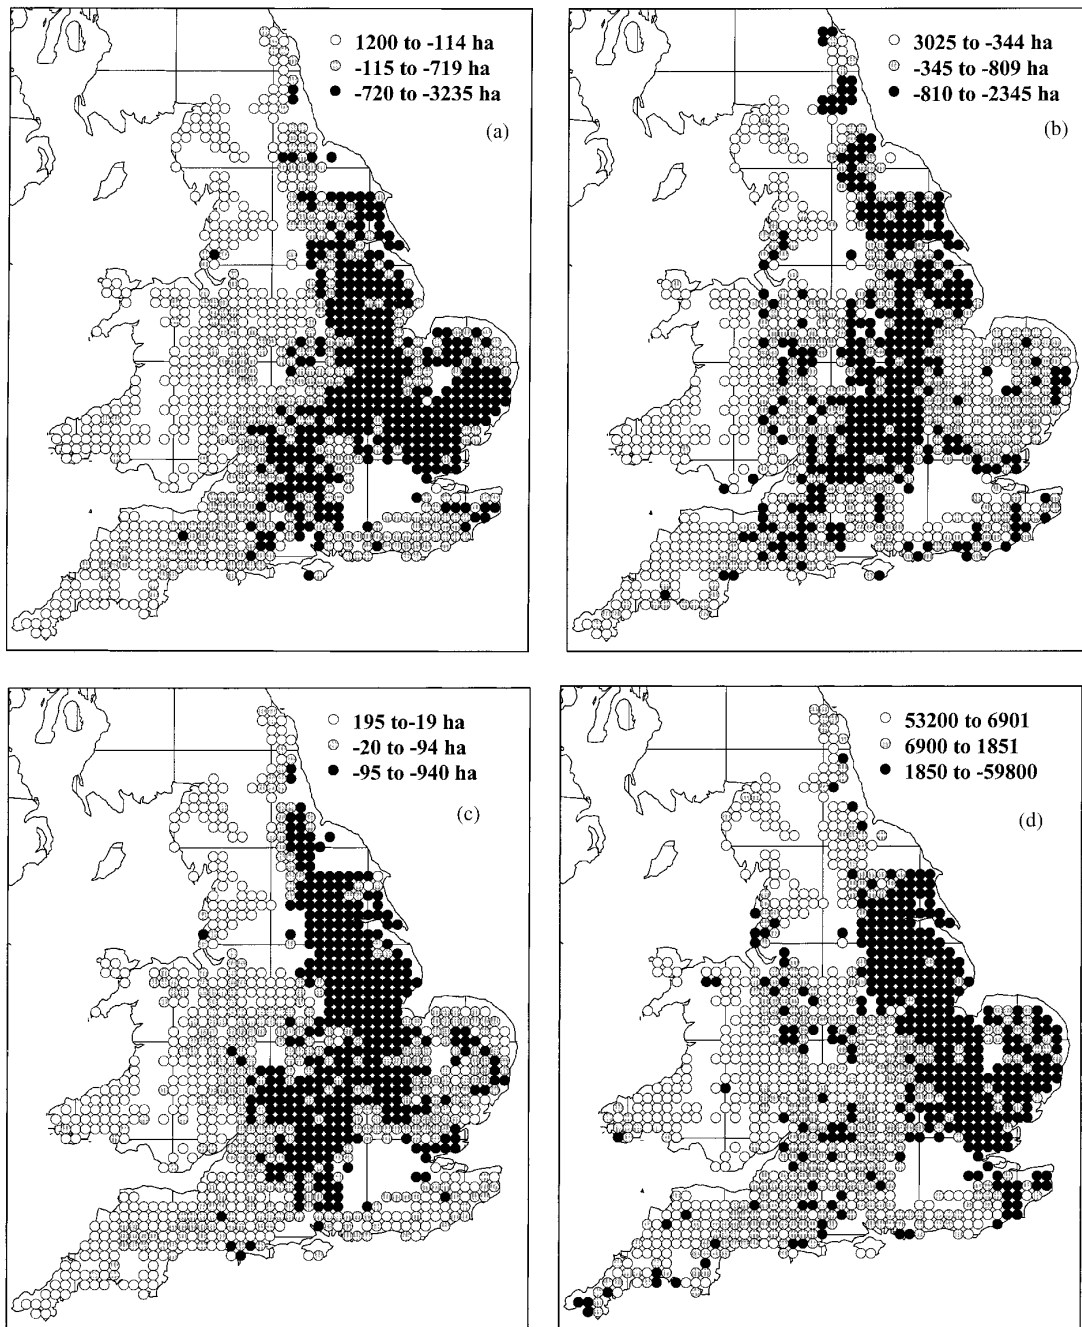 1200 to -114 ha
-115 to -719 ha
-720 to -3235 ha
(a)
3025 to -344 ha
-345 to -809 ha
-810 to -2345 ha
(b)
195 to-19 ha
-20 to -94 ha
-95 to -940 ha
(c)
53200 to 6901
6900 to 1851
1850 to -59800
(d)